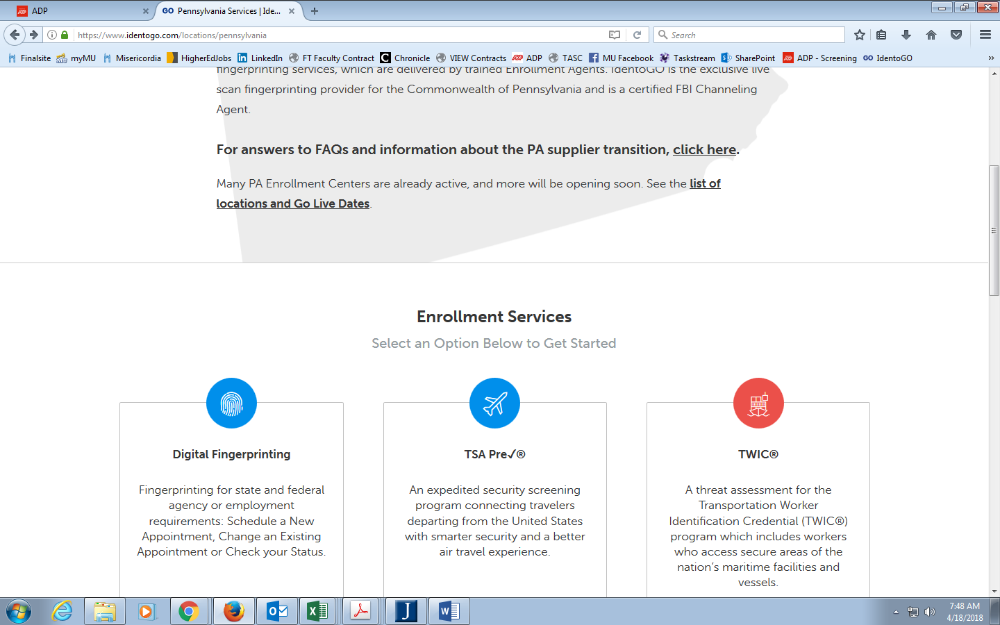 ADP
GO Pennsylvania Services | Ide...
https://www.identogo.com/locations/pennsylvania
Search
Finalsite myMU Misericordia HigherEdJobs LinkedIn FT Faculty Contract Chronicle VIEW Contracts ADP TASC MU Facebook Taskstream SharePoint ADP - Screening GO IdentoGO
fingerprinting services, which are delivered by trained Enrollment Agents. IdentoGO is the exclusive live
scan fingerprinting provider for the Commonwealth of Pennsylvania and is a certified FBI Channeling
Agent.
For answers to FAQs and information about the PA supplier transition, click here.
Many PA Enrollment Centers are already active, and more will be opening soon. See the list of
locations and Go Live Dates.
Enrollment Services
Select an Option Below to Get Started
Digital Fingerprinting
Fingerprinting for state and federal
agency or employment
requirements: Schedule a New
Appointment, Change an Existing
Appointment or Check your Status.
TSA Pre✓®
An expedited security screening
program connecting travelers
departing from the United States
with smarter security and a better
air travel experience.
TWIC®
A threat assessment for the
Transportation Worker
Identification Credential (TWIC®)
program which includes workers
who access secure areas of the
nation's maritime facilities and
vessels.
7:48 AM
4/18/2018